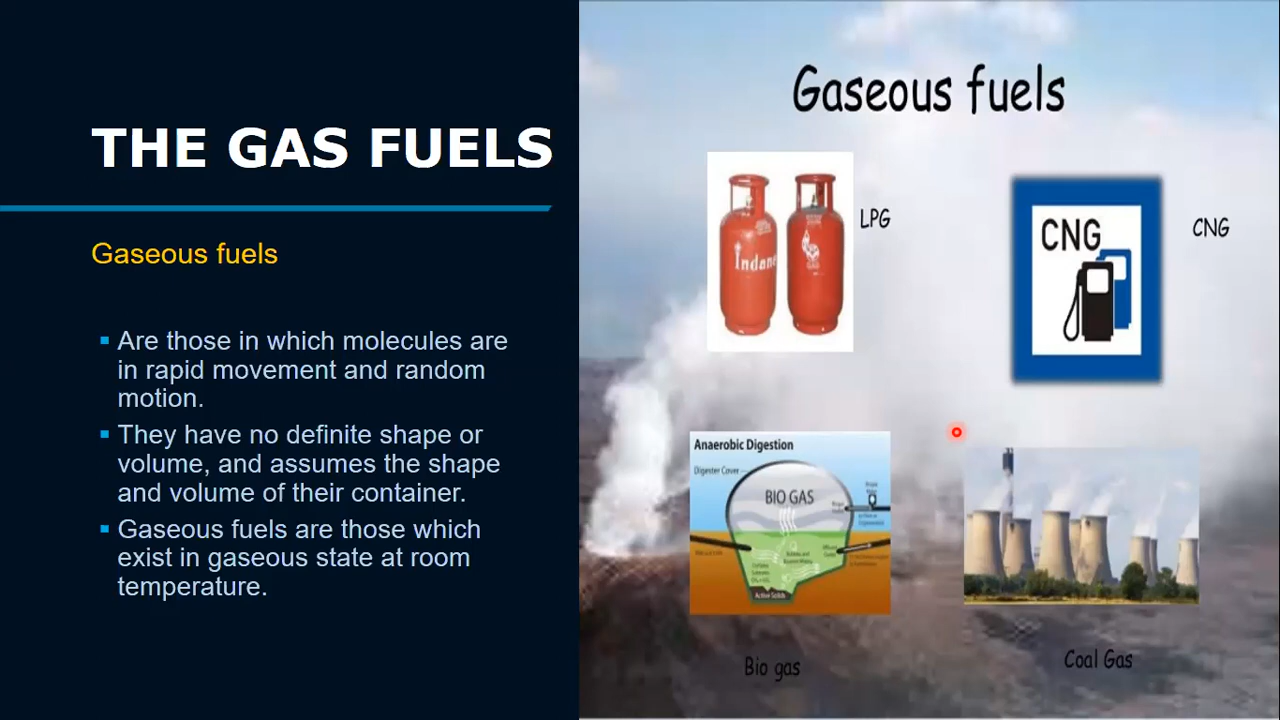 THE GAS FUELS
Gaseous fuels
Are those in which molecules are
in rapid movement and random
motion.
They have no definite shape or
volume, and assumes the shape
and volume of their container.
Gaseous fuels are those which
exist in gaseous state at room
temperature.
Gaseous fuels
Indane
LPG
CNG
CNG
Anaerobic Digestion
Digester Cover
BIO GAS
Active Solids
Bio gas
Coal Gas